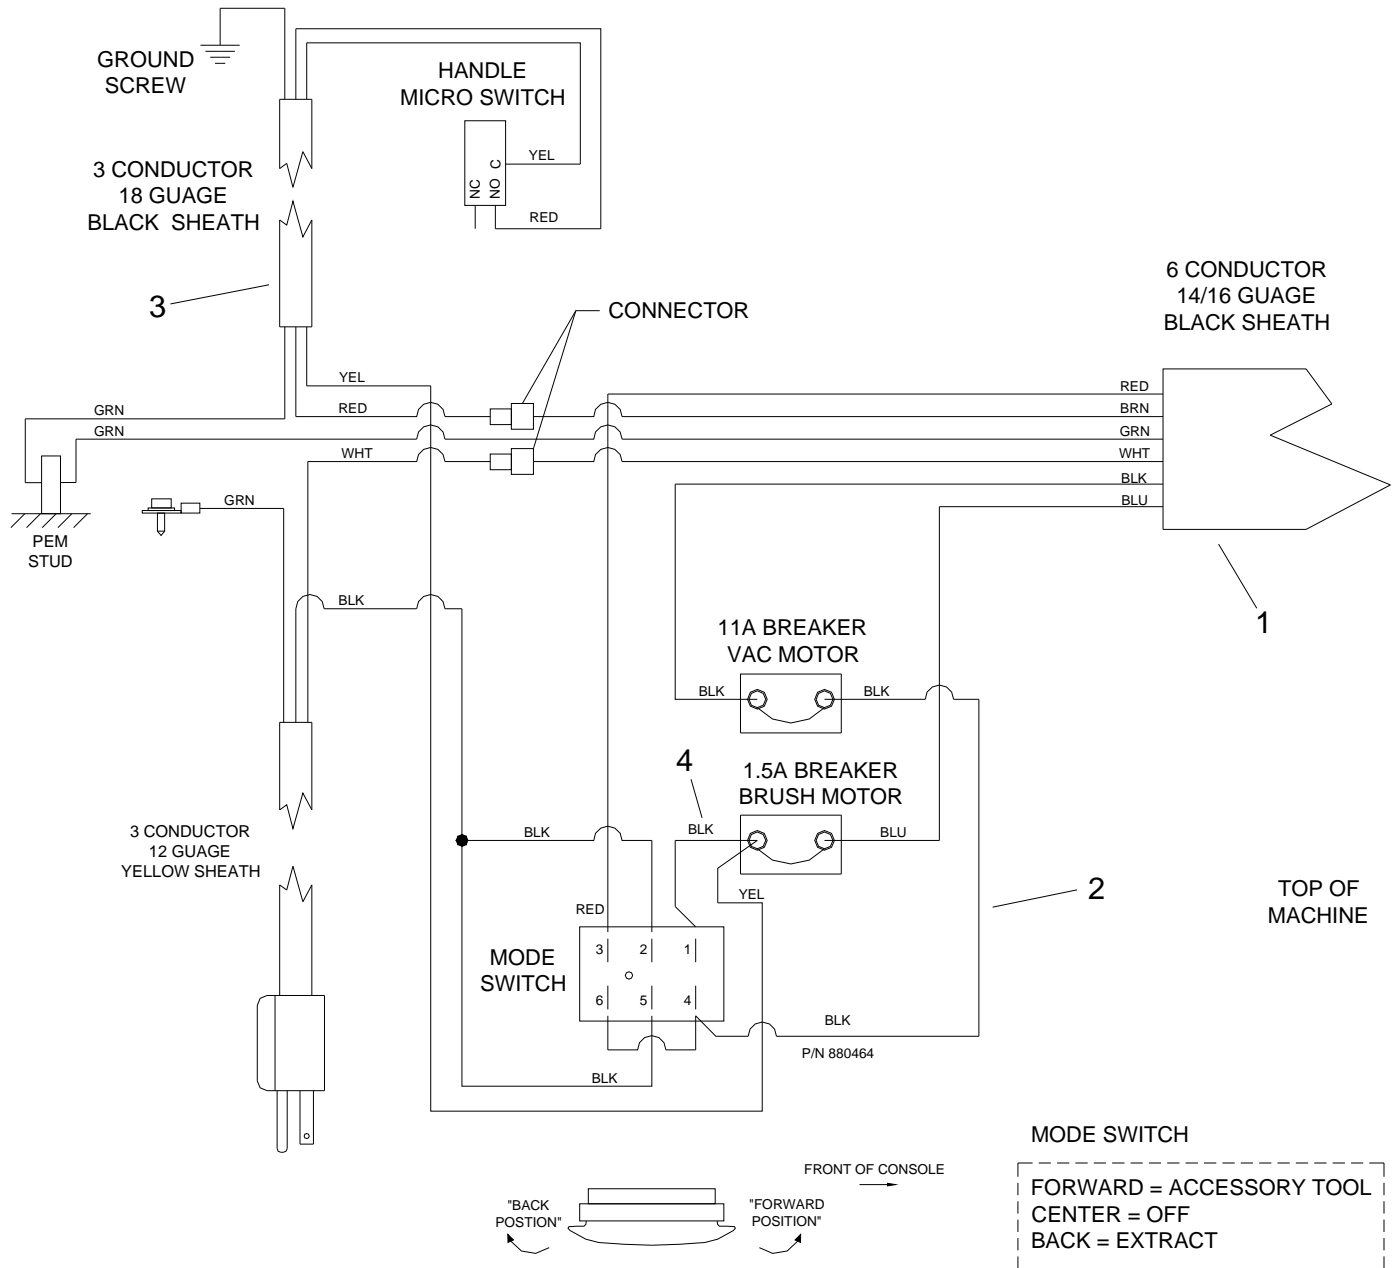 GROUND
SCREW
HANDLE
MICRO SWITCH
NC
NO
C
YEL
RED
3 CONDUCTOR
18 GUAGE
BLACK SHEATH
3
CONNECTOR
6 CONDUCTOR
14/16 GUAGE
BLACK SHEATH
YEL
RED
GRN
GRN
WHT
RED
BRN
GRN
WHT
BLK
BLU
1
GRN
PEM
STUD
BLK
11A BREAKER
VAC MOTOR
BLK
BLK
4
1.5A BREAKER
BRUSH MOTOR
BLK
BLU
BLK
YEL
2
TOP OF
MACHINE
3 CONDUCTOR
12 GUAGE
YELLOW SHEATH
RED
MODE
SWITCH
3
2
1
6
5
4
BLK
P/N 880464
BLK
MODE SWITCH
FORWARD = ACCESSORY TOOL
CENTER = OFF
BACK = EXTRACT
FRONT OF CONSOLE
"BACK
POSTION"
"FORWARD
POSITION"